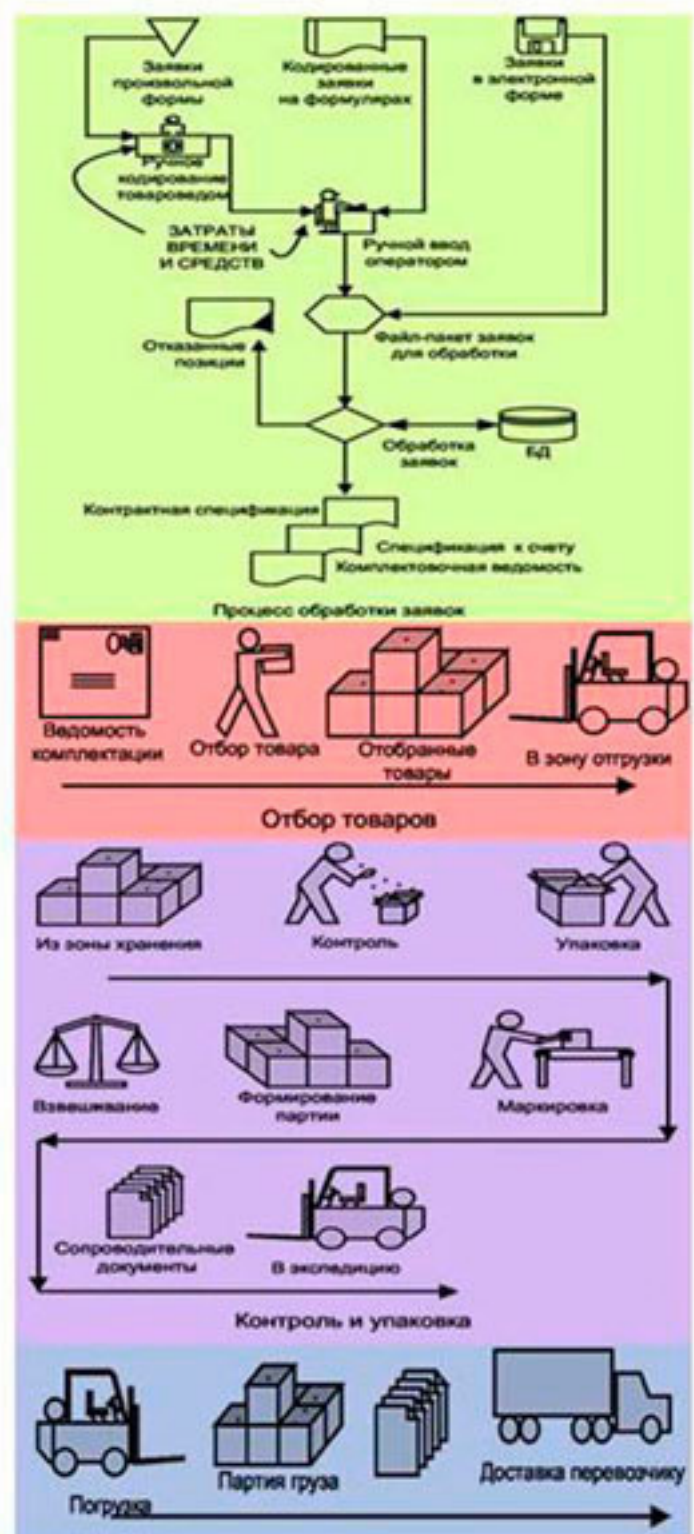 Заявки
произвольной
формы
Кодированные
заявки
на формулярах
Заявки
в электронной
форме
Ручное
кодирование
товароведом
ЗАТРАТЫ
ВРЕМЕНИ
И СРЕДСТВ
Ручной ввод
оператором
Отказанные
позиции
Файл-пакет заявок
для обработки
Обработка
заявок
БД
Контрактная спецификация
Спецификация к счету
Комплектовочная ведомость
Процесс обработки заявок
Ведомость
комплектации
Отбор товара
Отобранные
товары
В зону отгрузки
Отбор товаров
Из зоны хранения
Контроль
Упаковка
Взвешивание
Формирование
партии
Маркировка
Сопроводительные
документы
В экспедицию
Контроль и упаковка
Погрузка
Партия груза
Доставка перевозчику